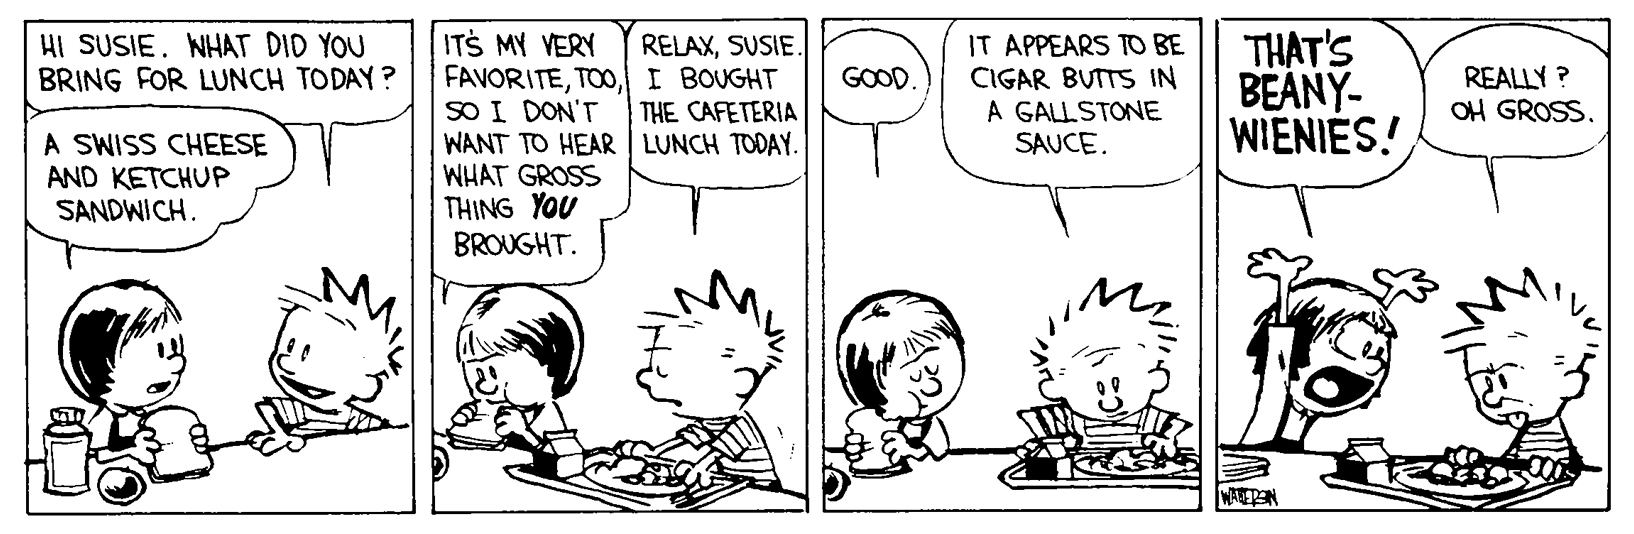 HI SUSIE. WHAT DID YOU
BRING FOR LUNCH TODAY?
A SWISS CHEESE
AND KETCHUP
SANDWICH.
IT'S MY VERY
FAVORITE, TOO,
SO I DON'T
WANT TO HEAR
WHAT GROSS
THING YOU
BROUGHT.
RELAX, SUSIE.
I BOUGHT
THE CAFETERIA
LUNCH TODAY.
GOOD.
IT APPEARS TO BE
CIGAR BUTTS IN
A GALLSTONE
SAUCE.
THAT'S
BEANY-
WIENIES!
REALLY?
OH GROSS.
WATTERSON